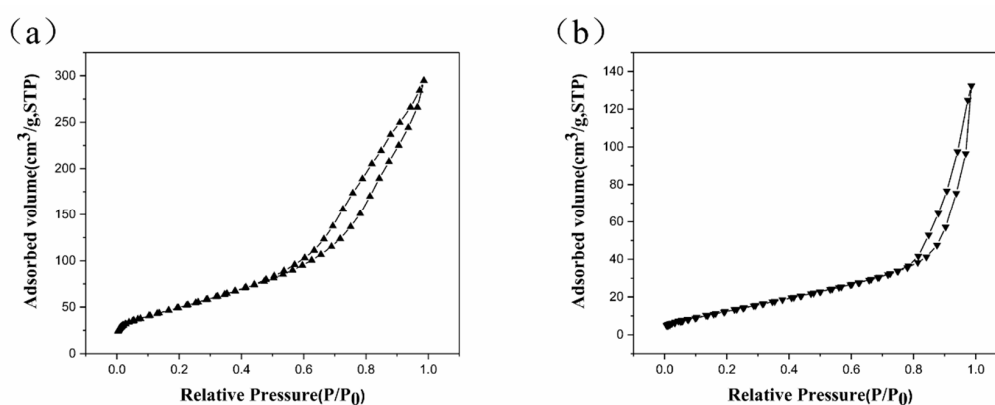 (a)
Adsorbed volume(cm³/g,STP)
300
250
200
150
100
50
0
0.0 0.2 0.4 0.6 0.8 1.0
Relative Pressure(P/P₀)
(b)
Adsorbed volume(cm³/g,STP)
140
120
100
80
60
40
20
0
0.0 0.2 0.4 0.6 0.8 1.0
Relative Pressure(P/P₀)